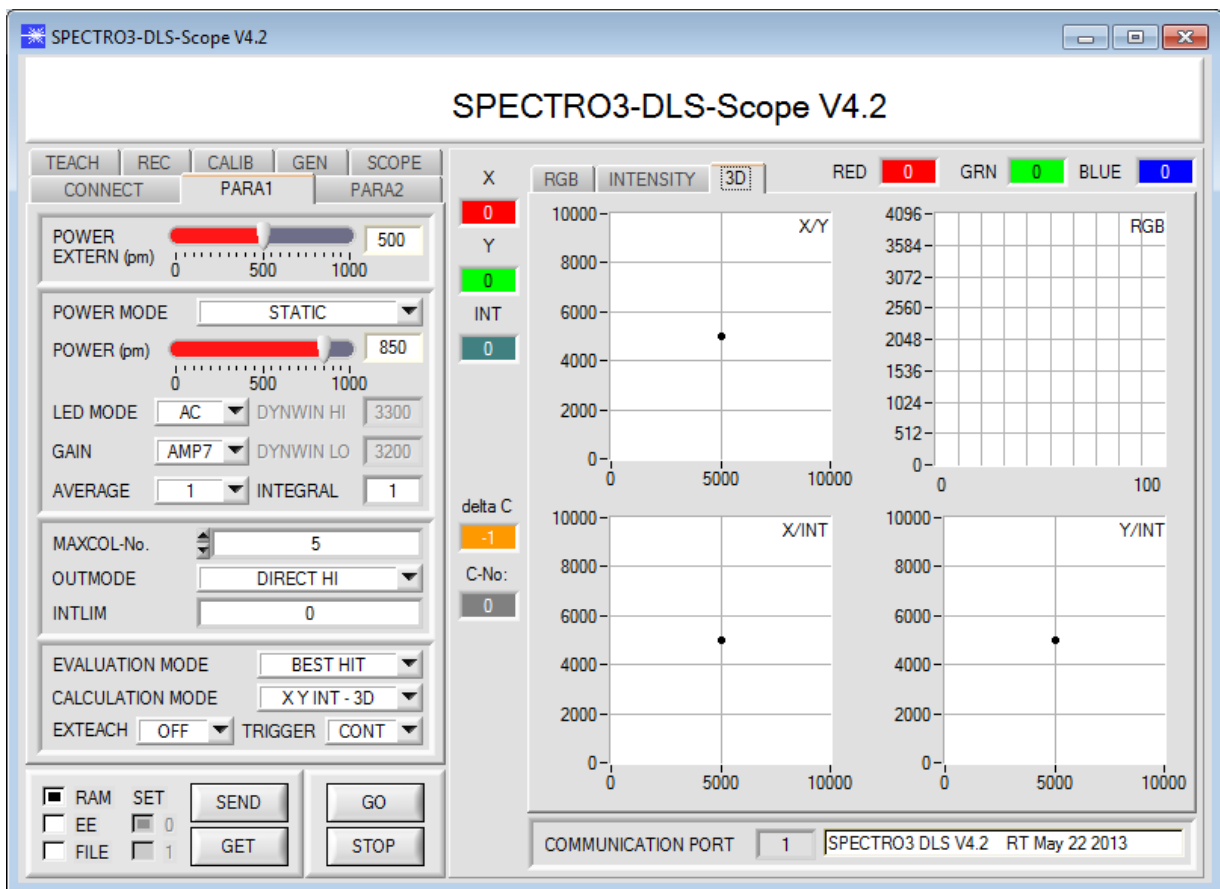 SPECTRO3-DLS-Scope V4.2
SPECTRO3-DLS-Scope V4.2
TEACH REC CALIB GEN SCOPE
CONNECT PARA1 PARA2
POWER EXTERN (pm) 500
0 500 1000
POWER MODE STATIC
POWER (pm) 850
0 500 1000
LED MODE AC DYNWIN HI 3300
GAIN AMP7 DYNWIN LO 3200
AVERAGE 1 INTEGRAL 1
MAXCOL-No. 5
OUTMODE DIRECT HI
INTLIM 0
EVALUATION MODE BEST HIT
CALCULATION MODE X Y INT - 3D
EXTEACH OFF TRIGGER CONT
RAM SET
EE 0
FILE 1
SEND GO
GET STOP
X
0
Y
0
INT
0
delta C
-1
C-No:
0
RGB INTENSITY 3D
RED 0 GRN 0 BLUE 0
X/Y
10000
8000
6000
4000
2000
0
0 5000 10000
RGB
4096
3584
3072
2560
2048
1536
1024
512
0
0 100
X/INT
10000
8000
6000
4000
2000
0
0 5000 10000
Y/INT
10000
8000
6000
4000
2000
0
0 5000 10000
COMMUNICATION PORT 1 SPECTRO3 DLS V4.2 RT May 22 2013